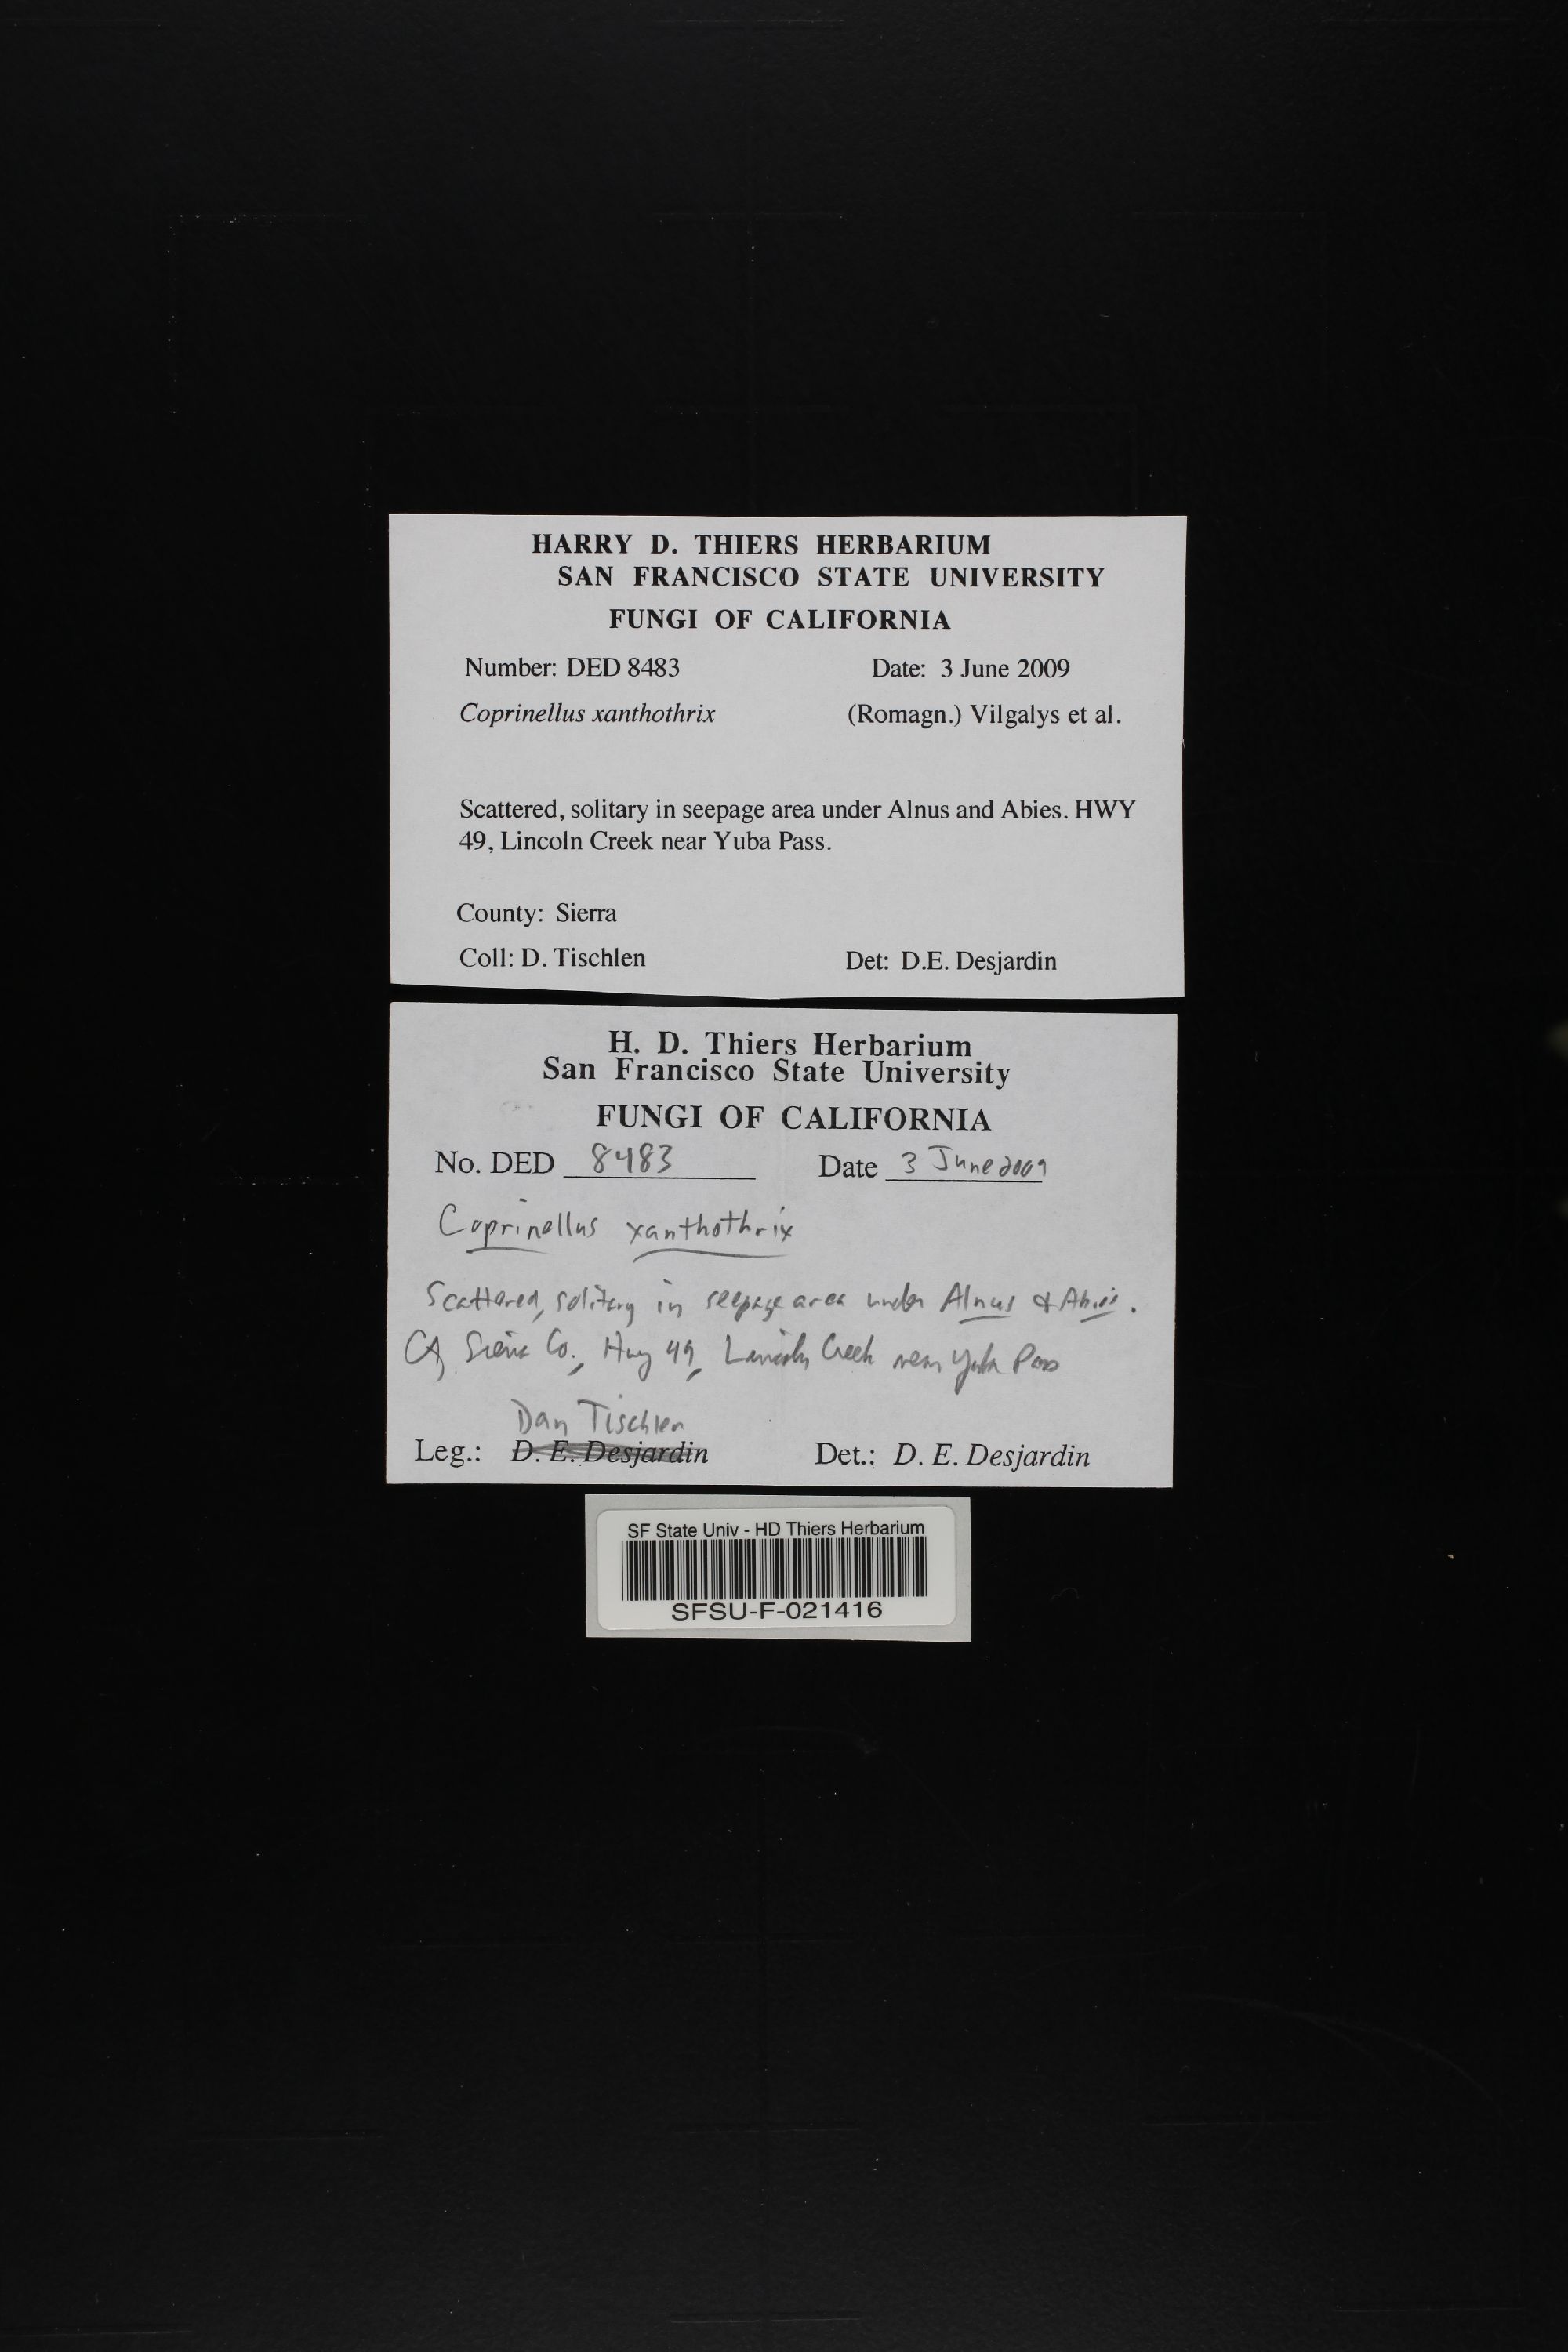 HARRY D. THIERS HERBARIUM
SAN FRANCISCO STATE UNIVERSITY
FUNGI OF CALIFORNIA
Number: DED 8483 Date: 3 June 2009
Coprinellus xanthothrix (Romagn.) Vilgalys et al.
Scattered, solitary in seepage area under Alnus and Abies. HWY
49, Lincoln Creek near Yuba Pass.
County: Sierra
Coll: D. Tischlen Det: D.E. Desjardin
H. D. Thiers Herbarium
San Francisco State University
FUNGI OF CALIFORNIA
No. DED 8483 Date 3 June 2009
Coprinellus xanthothrix
Scattered, solitary in seepage area under Alnus & Abies.
CA, Sierra Co., Hwy 49, Lincoln Creek near Yuba Pass
Dan Tischlen
Leg.: D. E. Desjardin Det.: D. E. Desjardin
SF State Univ - HD Thiers Herbarium
SFSU-F-021416